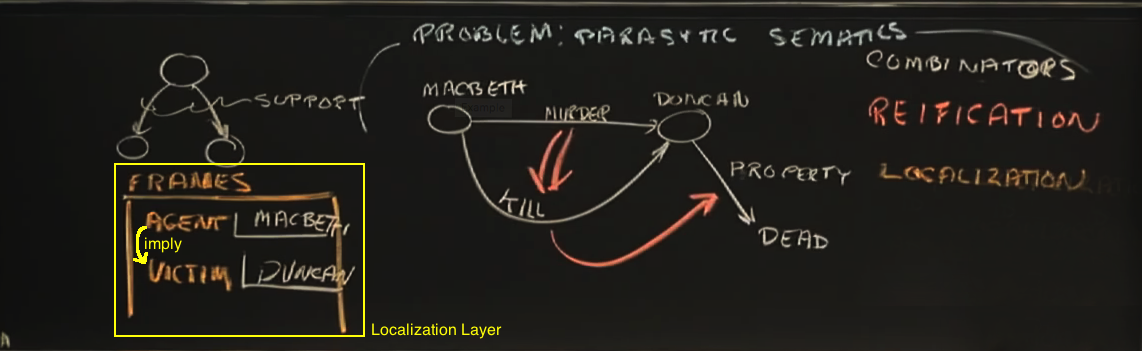 PROBLEM: PARASYTIC SEMATICS
COMBINATORS
REIFICATION
LOCALIZATION
SUPPORT
MACBETH
Example
MURDER
DUNCAN
KILL
PROPERTY
DEAD
FRAMES
AGENT MACBETH
imply
VICTIM DUNCAN
Localization Layer